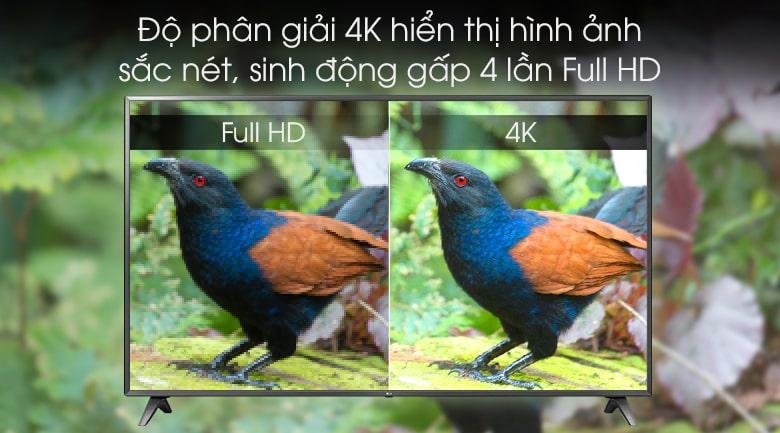 Độ phân giải 4K hiển thị hình ảnh
sắc nét, sinh động gấp 4 lần Full HD
Full HD
4K